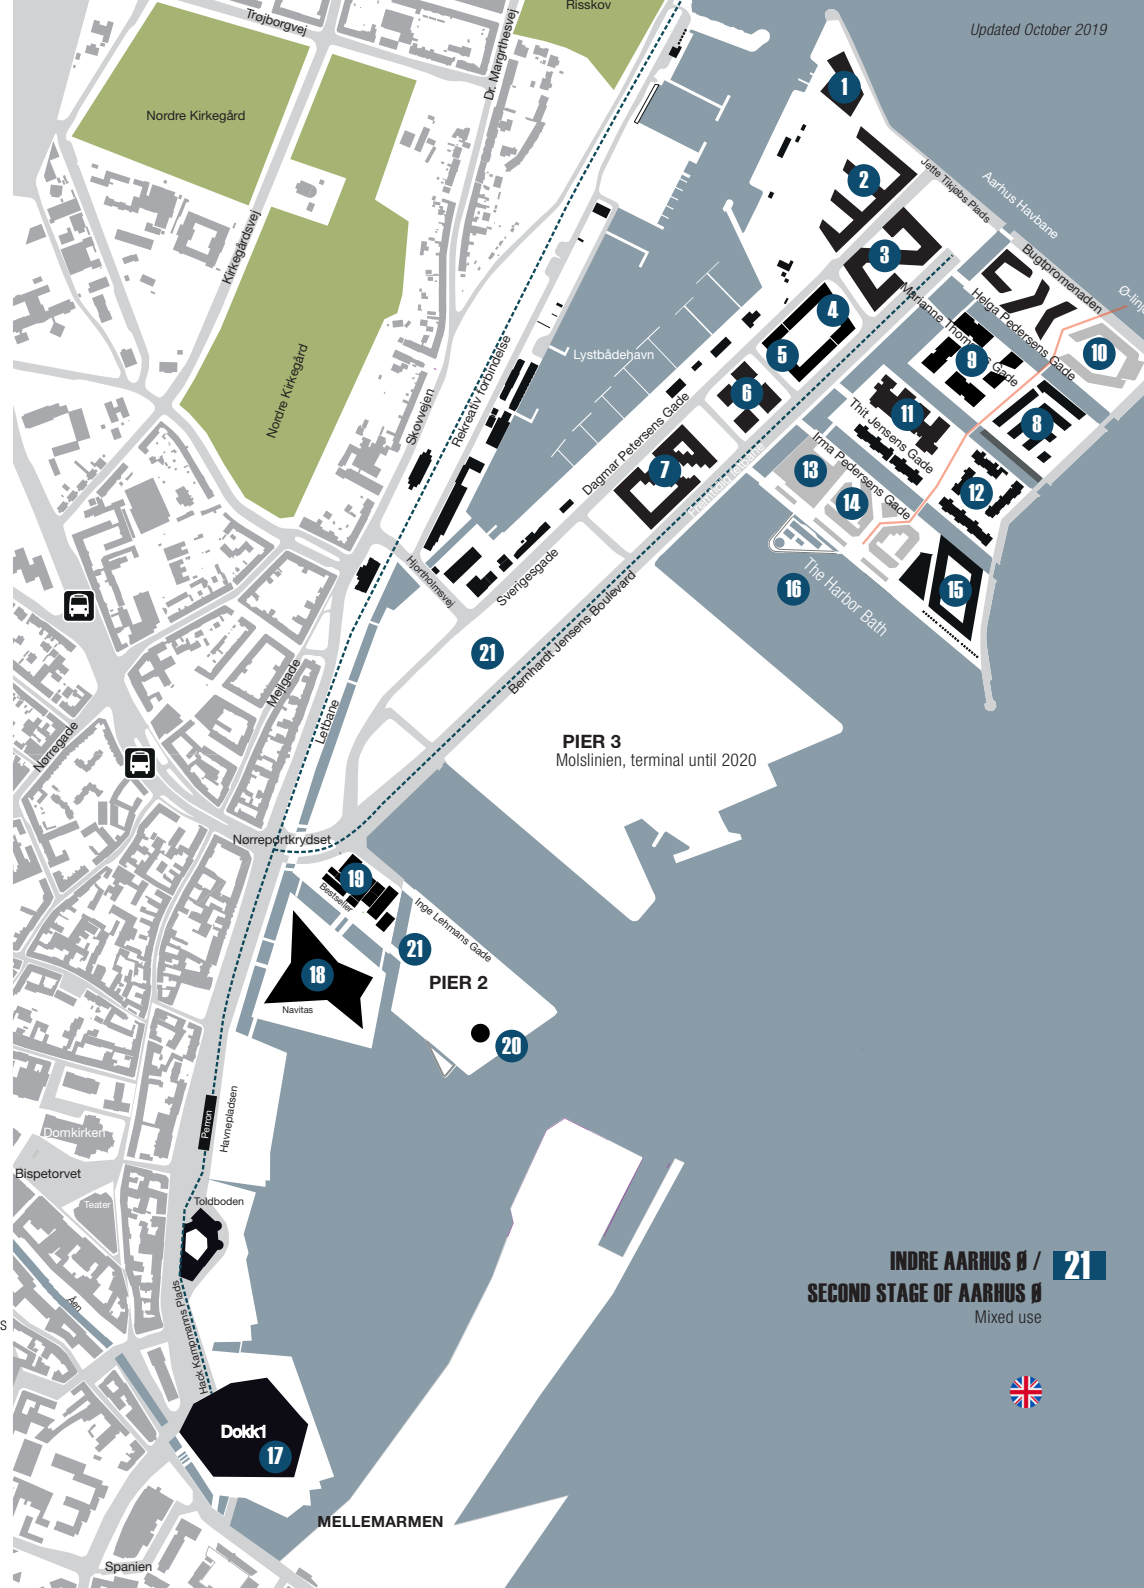 Risskov
Trøjborgvej
Updated October 2019
Dr. Margrthesvej
1
Nordre Kirkegård
2
Jette Tikjøbs Plads
Aarhus Havbane
Kirkegårdsvej
3
Bugtpromenaden
Marianne Thomsens Gade
Helga Pedersens Gade
4
Lystbådehavn
5
10
9
Nordre Kirkegård
Skovvejen
Rekreativ forbindelse
6
Dagmar Petersens Gade
11
8
Thit Jensens Gade
7
13
Irma Pedersens Gade
12
14
Hjortholmsvej
Sverigesgade
16
The Harbor Bath
15
21
Bernhardt Jensens Boulevard
Mejlgade
Letbane
Nørregade
PIER 3
Molslinien, terminal until 2020
Nørreportkrydset
19
Bestseller
Inge Lehmans Gade
21
18
PIER 2
Navitas
20
Perron
Havnepladsen
Domkirken
Bispetorvet
Teater
Toldboden
INDRE AARHUS Ø /
21
SECOND STAGE OF AARHUS Ø
Mixed use
Åen
s
Hack Kampmanns Plads
Dokk1
17
MELLEMARMEN
Spanien